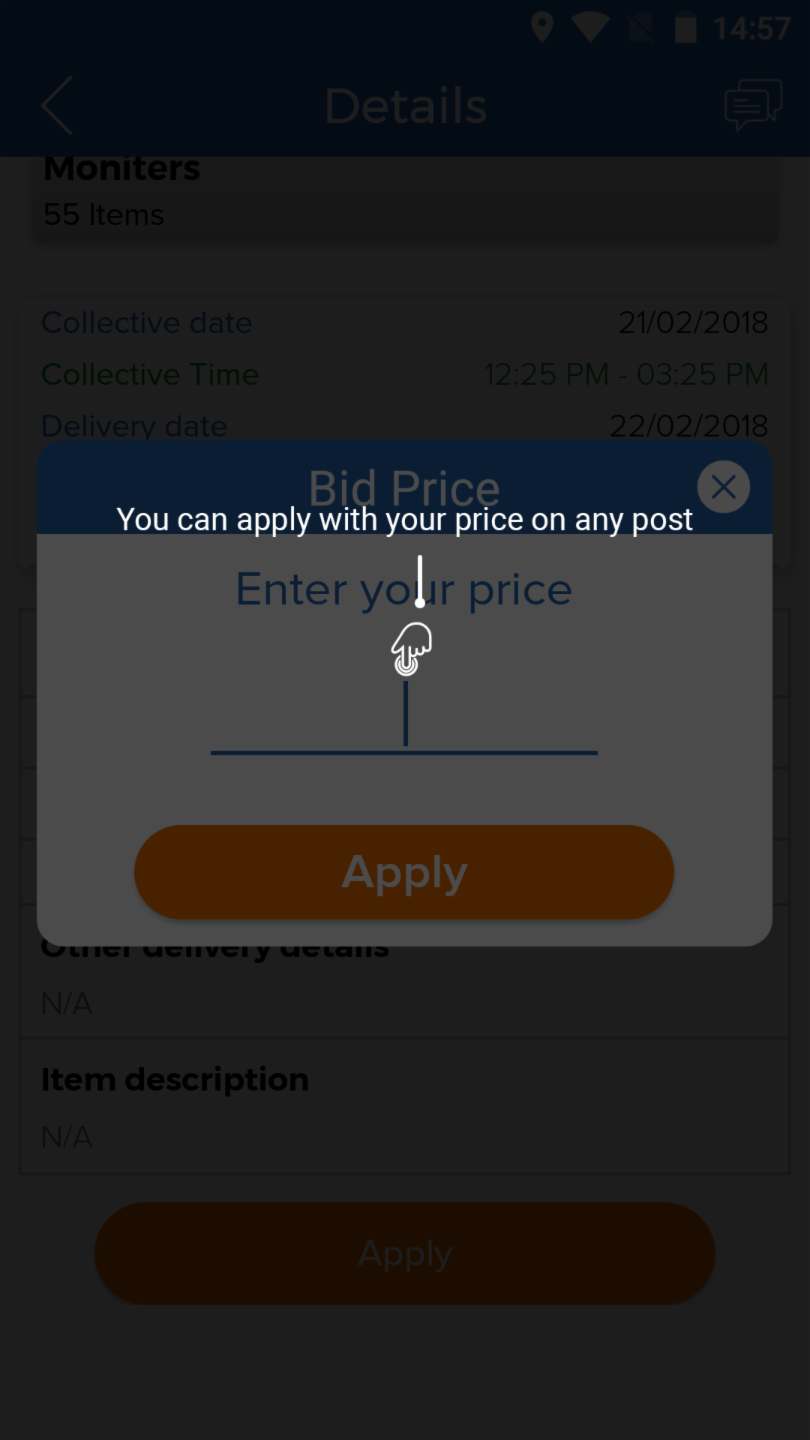 14:57
Details
Moniters
55 Items
Collective date 21/02/2018
Collective Time 12:25 PM - 03:25 PM
Delivery date 22/02/2018
Bid Price
You can apply with your price on any post
Enter your price
Apply
Other delivery details
N/A
Item description
N/A
Apply